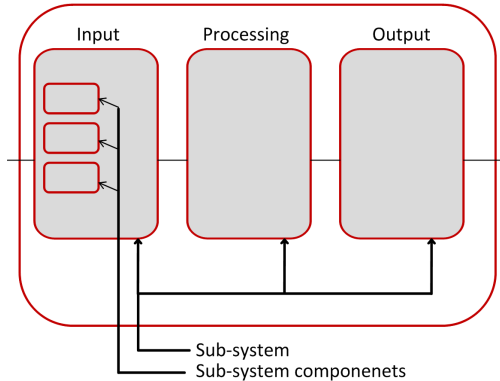 Input
Processing
Output
Sub-system
Sub-system componenets